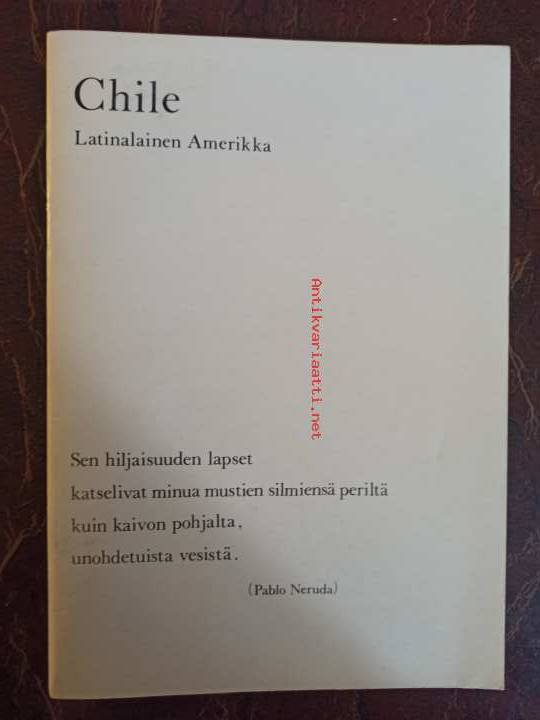 Chile
Latinalainen Amerikka
Antikvariaatti.net
Sen hiljaisuuden lapset
katselivat minua mustien silmiensä periltä
kuin kaivon pohjalta,
unohdetuista vesistä.
(Pablo Neruda)